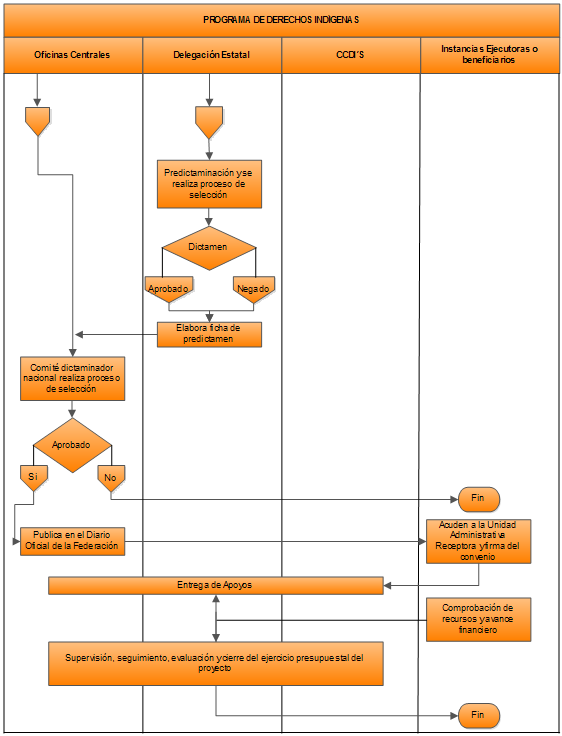 PROGRAMA DE DERECHOS INDÍGENAS
Oficinas Centrales
Delegación Estatal
CCDI´S
Instancias Ejecutoras o
beneficiarios
Predictaminación y se
realiza proceso de
selección
Dictamen
Aprobado
Negado
Elabora ficha de
predictamen
Comité dictaminador
nacional realiza proceso
de selección
Aprobado
Si
No
Fin
Publica en el Diario
Oficial de la Federación
Acuden a la Unidad
Administrativa
Receptora y firma del
convenio
Entrega de Apoyos
Comprobación de
recursos y avance
financiero
Supervisión, seguimiento, evaluación y cierre del ejercicio presupuestal del
proyecto
Fin